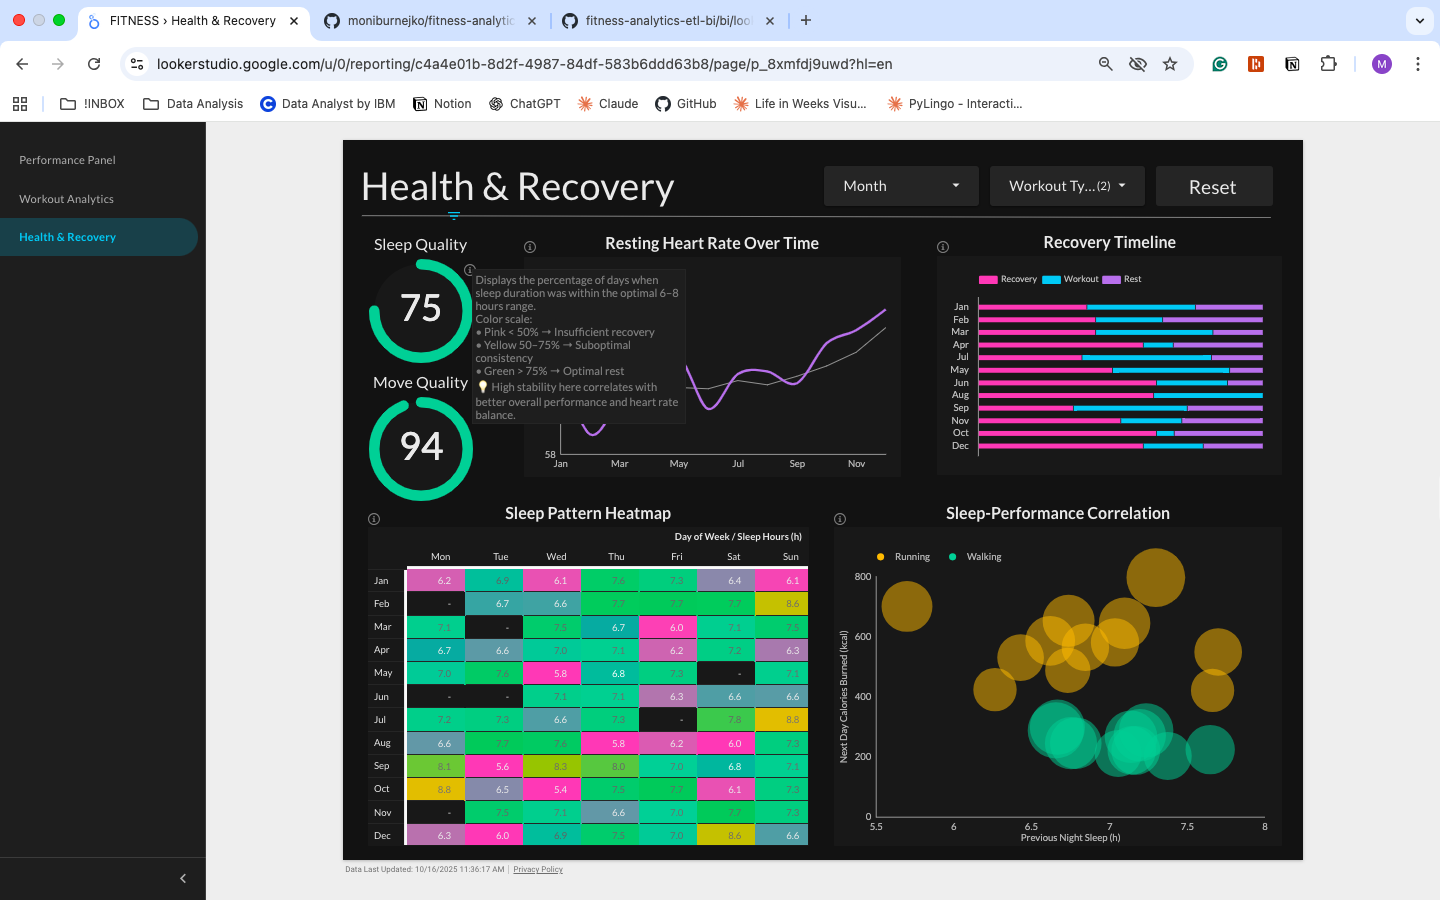 FITNESS › Health & Recovery
moniburnejko/fitness-analytic
fitness-analytics-etl-bi/bi/loo
lookerstudio.google.com/u/0/reporting/c4a4e01b-8d2f-4987-84df-583b6ddd63b8/page/p_8xmfdj9uwd?hl=en
M
!INBOX
Data Analysis
Data Analyst by IBM
Notion
ChatGPT
Claude
GitHub
Life in Weeks Visu...
PyLingo - Interacti...
Performance Panel
Workout Analytics
Health & Recovery
Health & Recovery
Month
Workout Ty... (2)
Reset
Sleep Quality
75
Move Quality
94
Displays the percentage of days when
sleep duration was within the optimal 6–8
hours range.
Color scale:
• Pink < 50% → Insufficient recovery
• Yellow 50–75% → Suboptimal
consistency
• Green > 75% → Optimal rest
💡 High stability here correlates with
better overall performance and heart rate
balance.
Resting Heart Rate Over Time
58
Jan Mar May Jul Sep Nov
Recovery Timeline
Recovery Workout Rest
Jan
Feb
Mar
Apr
Jul
May
Jun
Aug
Sep
Nov
Oct
Dec
Sleep Pattern Heatmap
Day of Week / Sleep Hours (h)
Mon Tue Wed Thu Fri Sat Sun
Jan 6.2 6.9 6.1 7.6 7.3 6.4 6.1
Feb - 6.7 6.6 7.7 7.7 7.7 8.6
Mar 7.1 - 7.5 6.7 6.0 7.1 7.5
Apr 6.7 6.6 7.0 7.1 6.2 7.2 6.3
May 7.0 7.6 5.8 6.8 7.3 - 7.1
Jun - - 7.1 7.1 6.3 6.6 6.6
Jul 7.2 7.3 6.6 7.3 - 7.8 8.8
Aug 6.6 7.7 7.6 5.8 6.2 6.0 7.3
Sep 8.1 5.6 8.3 8.0 7.0 6.8 7.1
Oct 8.8 6.5 5.4 7.5 7.7 6.1 7.3
Nov - 7.5 7.1 6.6 7.0 7.7 7.3
Dec 6.3 6.0 6.9 7.5 7.0 8.6 6.6
Sleep-Performance Correlation
Running Walking
Next Day Calories Burned (kcal)
800
600
400
200
0
5.5 6 6.5 7 7.5 8
Previous Night Sleep (h)
Data Last Updated: 10/16/2025 11:36:17 AM | Privacy Policy